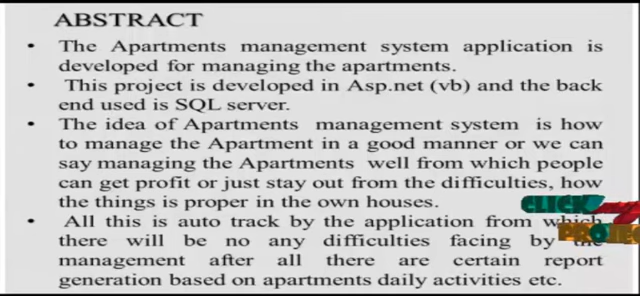 ABSTRACT
• The Apartments management system application is
developed for managing the apartments.
• This project is developed in Asp.net (vb) and the back
end used is SQL server.
• The idea of Apartments management system is how
to manage the Apartment in a good manner or we can
say managing the Apartments well from which people
can get profit or just stay out from the difficulties, how
the things is proper in the own houses.
CLICK
• All this is auto track by the application from which
there will be no any difficulties facing by the
management after all there are certain report
generation based on apartments daily activities etc.